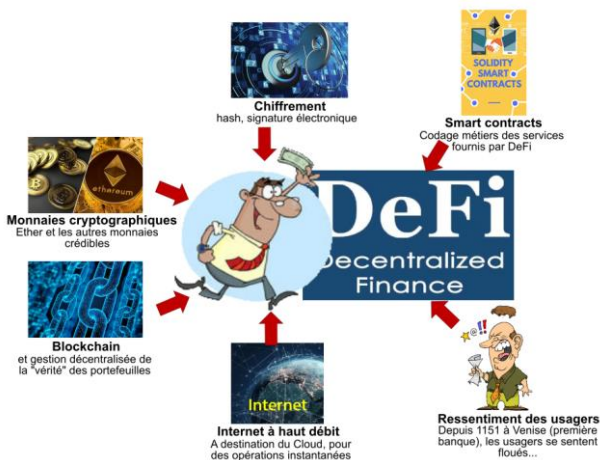 Chiffrement
hash, signature électronique
SOLIDITY
SMART
CONTRACTS
Smart contracts
Codage métiers des services
fournis par DeFi
ethereum
Monnaies cryptographiques
Ether et les autres monnaies
crédibles
DeFi
Decentralized
Finance
Blockchain
et gestion décentralisée de
la "vérité" des portefeuilles
Internet
Internet à haut débit
A destination du Cloud, pour
des opérations instantanées
Ressentiment des usagers
Depuis 1151 à Venise (première
banque), les usagers se sentent
floués...